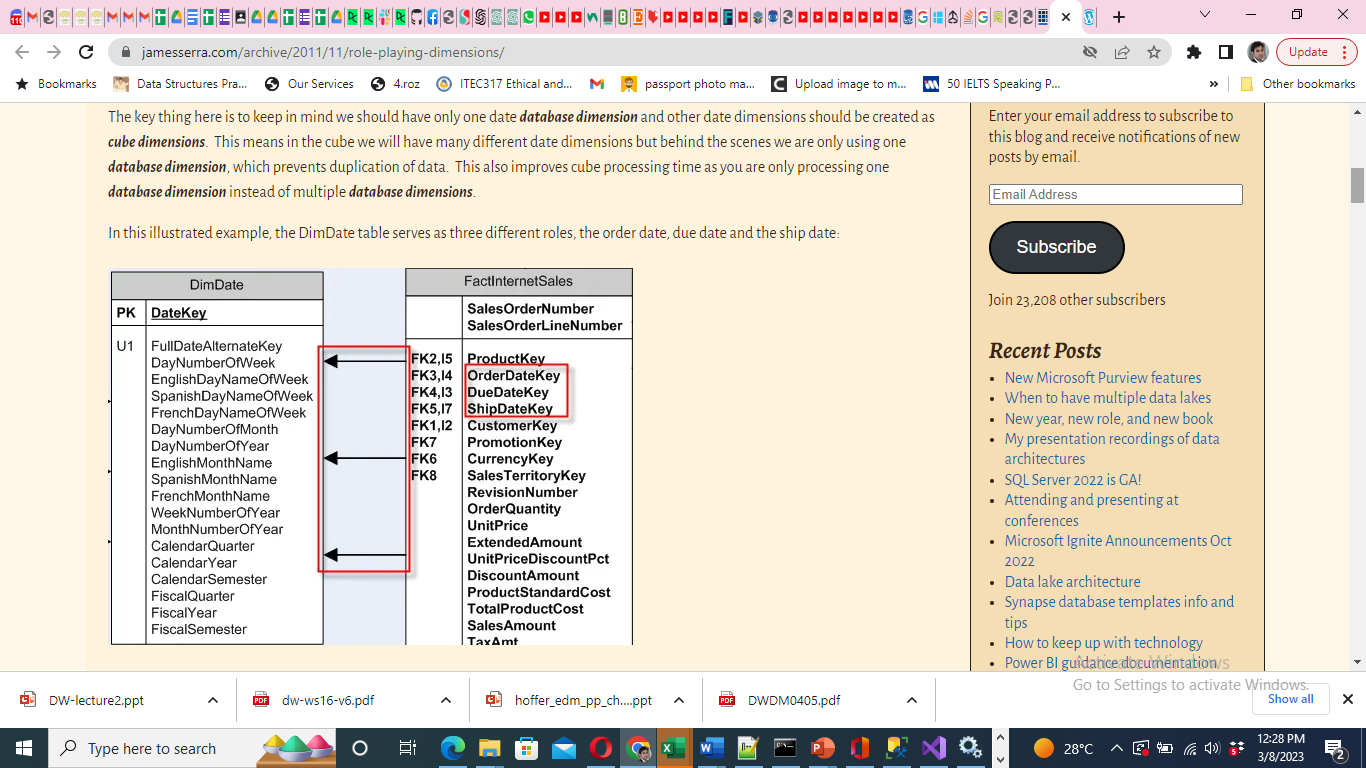 jamesserra.com/archive/2011/11/role-playing-dimensions/
Update
Bookmarks
Data Structures Pra...
Our Services
4.roz
ITEC317 Ethical and...
passport photo ma...
Upload image to m...
50 IELTS Speaking P...
»
Other bookmarks
The key thing here is to keep in mind we should have only one date database dimension and other date dimensions should be created as
cube dimensions. This means in the cube we will have many different date dimensions but behind the scenes we are only using one
database dimension, which prevents duplication of data. This also improves cube processing time as you are only processing one
database dimension instead of multiple database dimensions.
In this illustrated example, the DimDate table serves as three different roles, the order date, due date and the ship date:
DimDate
PK DateKey
U1 FullDateAlternateKey
DayNumberOfWeek
EnglishDayNameOfWeek
SpanishDayNameOfWeek
FrenchDayNameOfWeek
DayNumberOfMonth
DayNumberOfYear
EnglishMonthName
SpanishMonthName
FrenchMonthName
WeekNumberOfYear
MonthNumberOfYear
CalendarQuarter
CalendarYear
CalendarSemester
FiscalQuarter
FiscalYear
FiscalSemester
FactInternetSales
SalesOrderNumber
SalesOrderLineNumber
FK2,I5 ProductKey
FK3,I4 OrderDateKey
FK4,I3 DueDateKey
FK5,I7 ShipDateKey
FK1,I2 CustomerKey
FK7 PromotionKey
FK6 CurrencyKey
FK8 SalesTerritoryKey
RevisionNumber
OrderQuantity
UnitPrice
ExtendedAmount
UnitPriceDiscountPct
DiscountAmount
ProductStandardCost
TotalProductCost
SalesAmount
TaxAmt
Enter your email address to subscribe to
this blog and receive notifications of new
posts by email.
Email Address
Subscribe
Join 23,208 other subscribers
Recent Posts
New Microsoft Purview features
When to have multiple data lakes
New year, new role, and new book
My presentation recordings of data
architectures
SQL Server 2022 is GA!
Attending and presenting at
conferences
Microsoft Ignite Announcements Oct
2022
Data lake architecture
Synapse database templates info and
tips
How to keep up with technology
Power BI guidance documentation
Activate Windows
Go to Settings to activate Windows.
DW-lecture2.ppt
dw-ws16-v6.pdf
hoffer_edm_pp_ch....ppt
DWDM0405.pdf
Show all
Type here to search
28°C
12:28 PM
3/8/2023
2